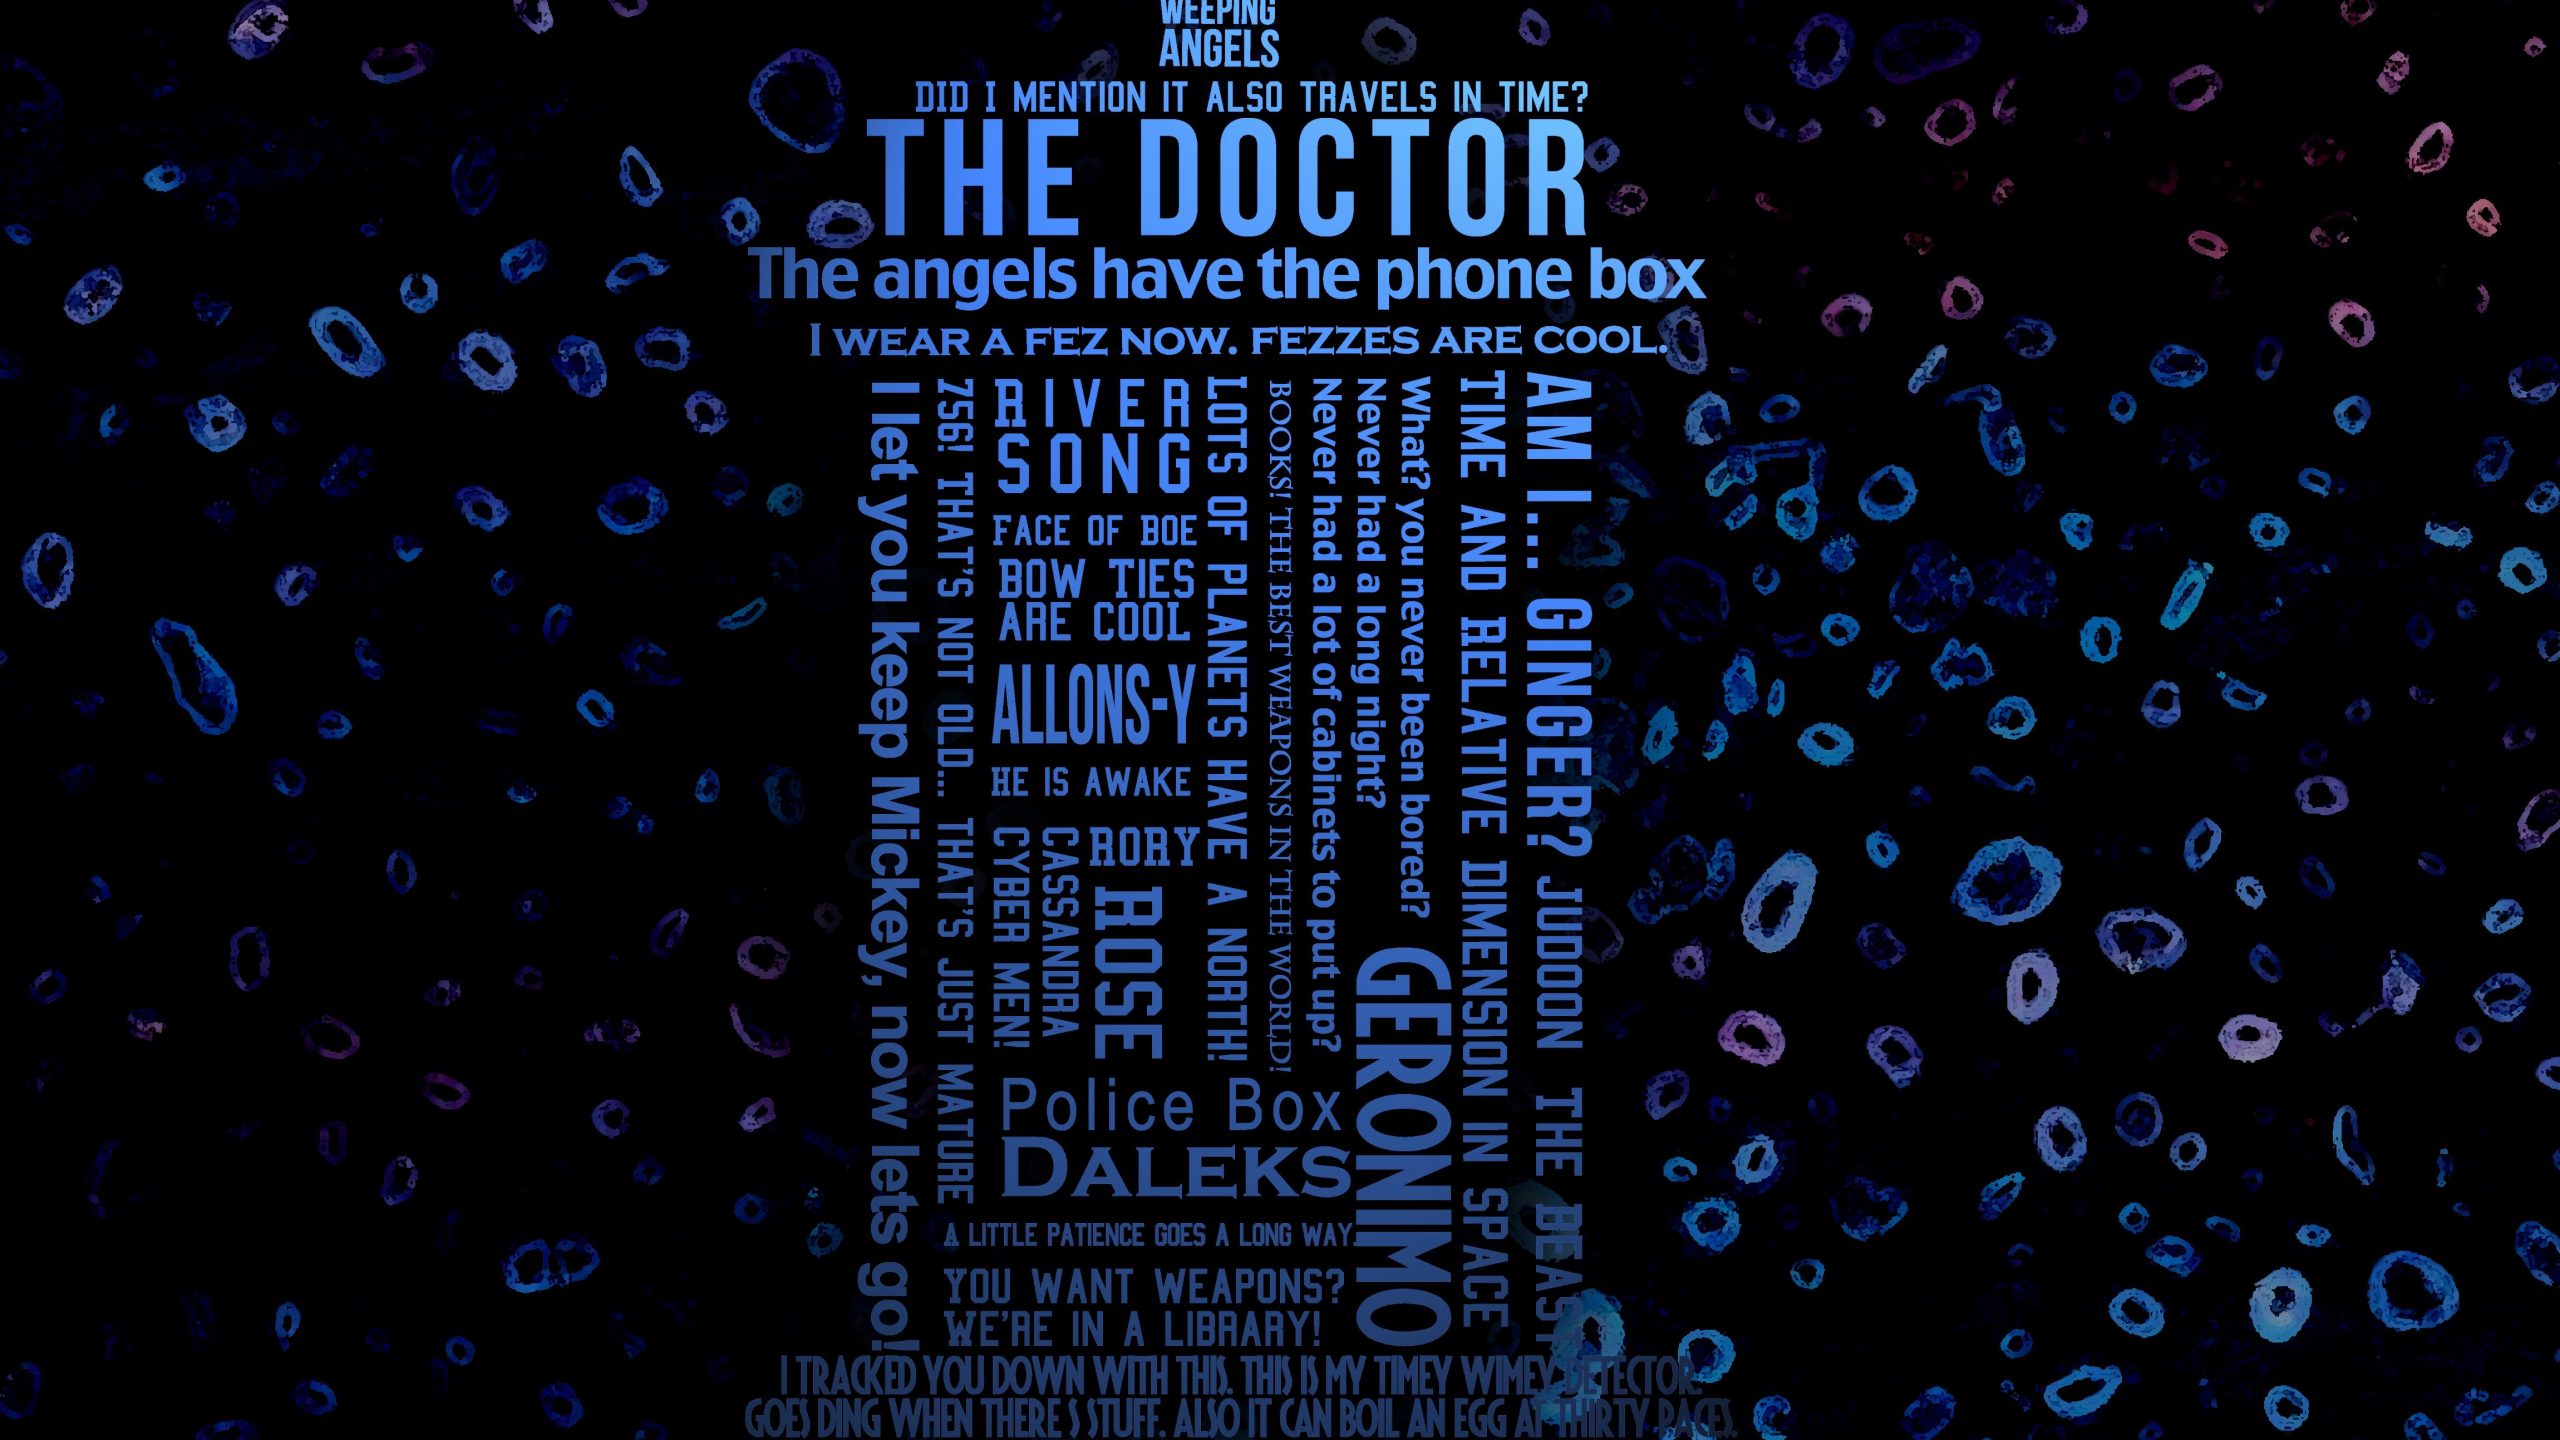 WEEPING
ANGELS
DID I MENTION IT ALSO TRAVELS IN TIME?
THE DOCTOR
The angels have the phone box
I WEAR A FEZ NOW. FEZZES ARE COOL.
I let you keep Mickey, now lets go!
756! THAT'S NOT OLD... THAT'S JUST MATURE
RIVER
SONG
FACE OF BOE
BOW TIES
ARE COOL
ALLONS-Y
HE IS AWAKE
CYBER MEN!
CASSANDRA
RORY
ROSE
LOTS OF PLANETS HAVE A NORTH!
BOOKS! THE BEST WEAPONS IN THE WORLD!
What? you never been bored?
Never had a long night?
Never had a lot of cabinets to put up?
GERONIMO
TIME AND RELATIVE DIMENSION IN SPACE
AM I... GINGER?
JUDOON THE BEAST
Police Box
DALEKS
A LITTLE PATIENCE GOES A LONG WAY.
YOU WANT WEAPONS?
WE'RE IN A LIBRARY!
I TRACKED YOU DOWN WITH THIS. THIS IS MY TIMEY WIMEY DETECTOR.
GOES DING WHEN THERE S STUFF. ALSO IT CAN BOIL AN EGG AT THIRTY PACES.